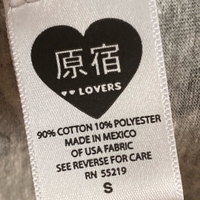 原宿
♥♥ LOVERS
90% COTTON 10% POLYESTER
MADE IN MEXICO
OF USA FABRIC
SEE REVERSE FOR CARE
RN 55219
S